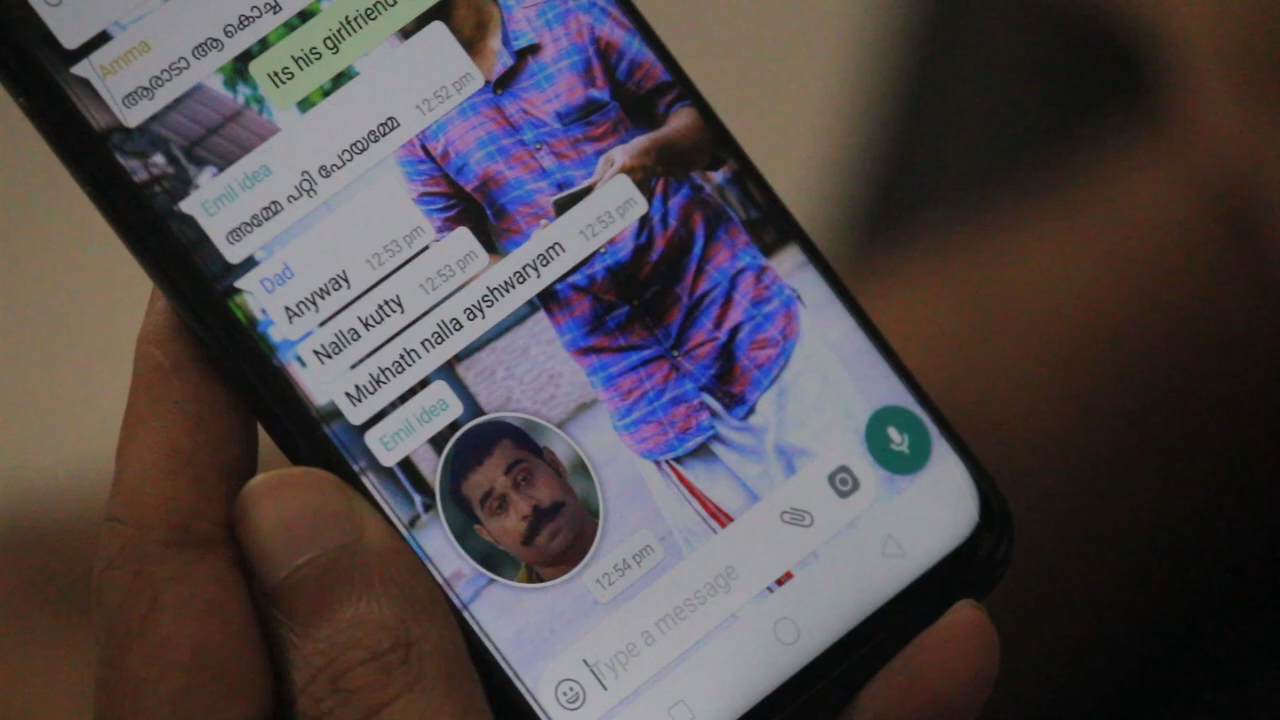 Amma
ആരാടാ ആ കൊച്ച്
Its his girlfriend
12:52 pm
Emil idea
അമ്മേ പറ്റി പോയമ്മേ
12:53 pm
Dad
Anyway
12:53 pm
Nalla kutty
12:53 pm
Mukhath nalla ayshwaryam
Emil idea
12:54 pm
Type a message